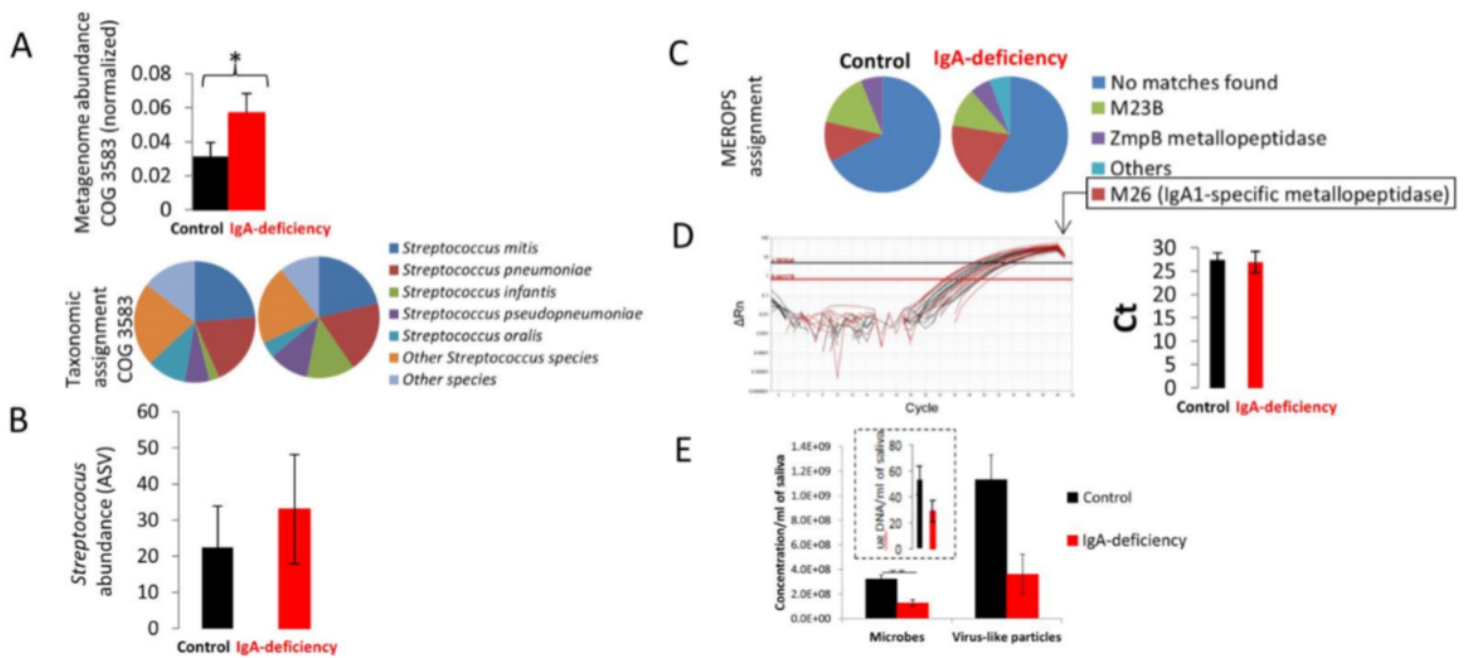 A
Metagenome abundance
COG 3583 (normalized)
0.08
0.06
0.04
0.02
0
*
Control IgA-deficiency
Taxonomic
assignment
COG 3583
Streptococcus mitis
Streptococcus pneumoniae
Streptococcus infantis
Streptococcus pseudopneumoniae
Streptococcus oralis
Other Streptococcus species
Other species
B
Streptococcus
abundance (ASV)
60
50
40
30
20
10
0
Control IgA-deficiency
C
MEROPS
assignment
Control IgA-deficiency
No matches found
M23B
ZmpB metallopeptidase
Others
M26 (IgA1-specific metallopeptidase)
D
ΔRn
Cycle
Ct
30
25
20
15
10
5
0
Control IgA-deficiency
E
Concentration/ml of saliva
1.4E+09
1.2E+09
1.0E+09
8.0E+08
6.0E+08
4.0E+08
2.0E+08
0.0E+00
DNA/ml of saliva
80
60
40
20
0
Microbes Virus-like particles
Control
IgA-deficiency